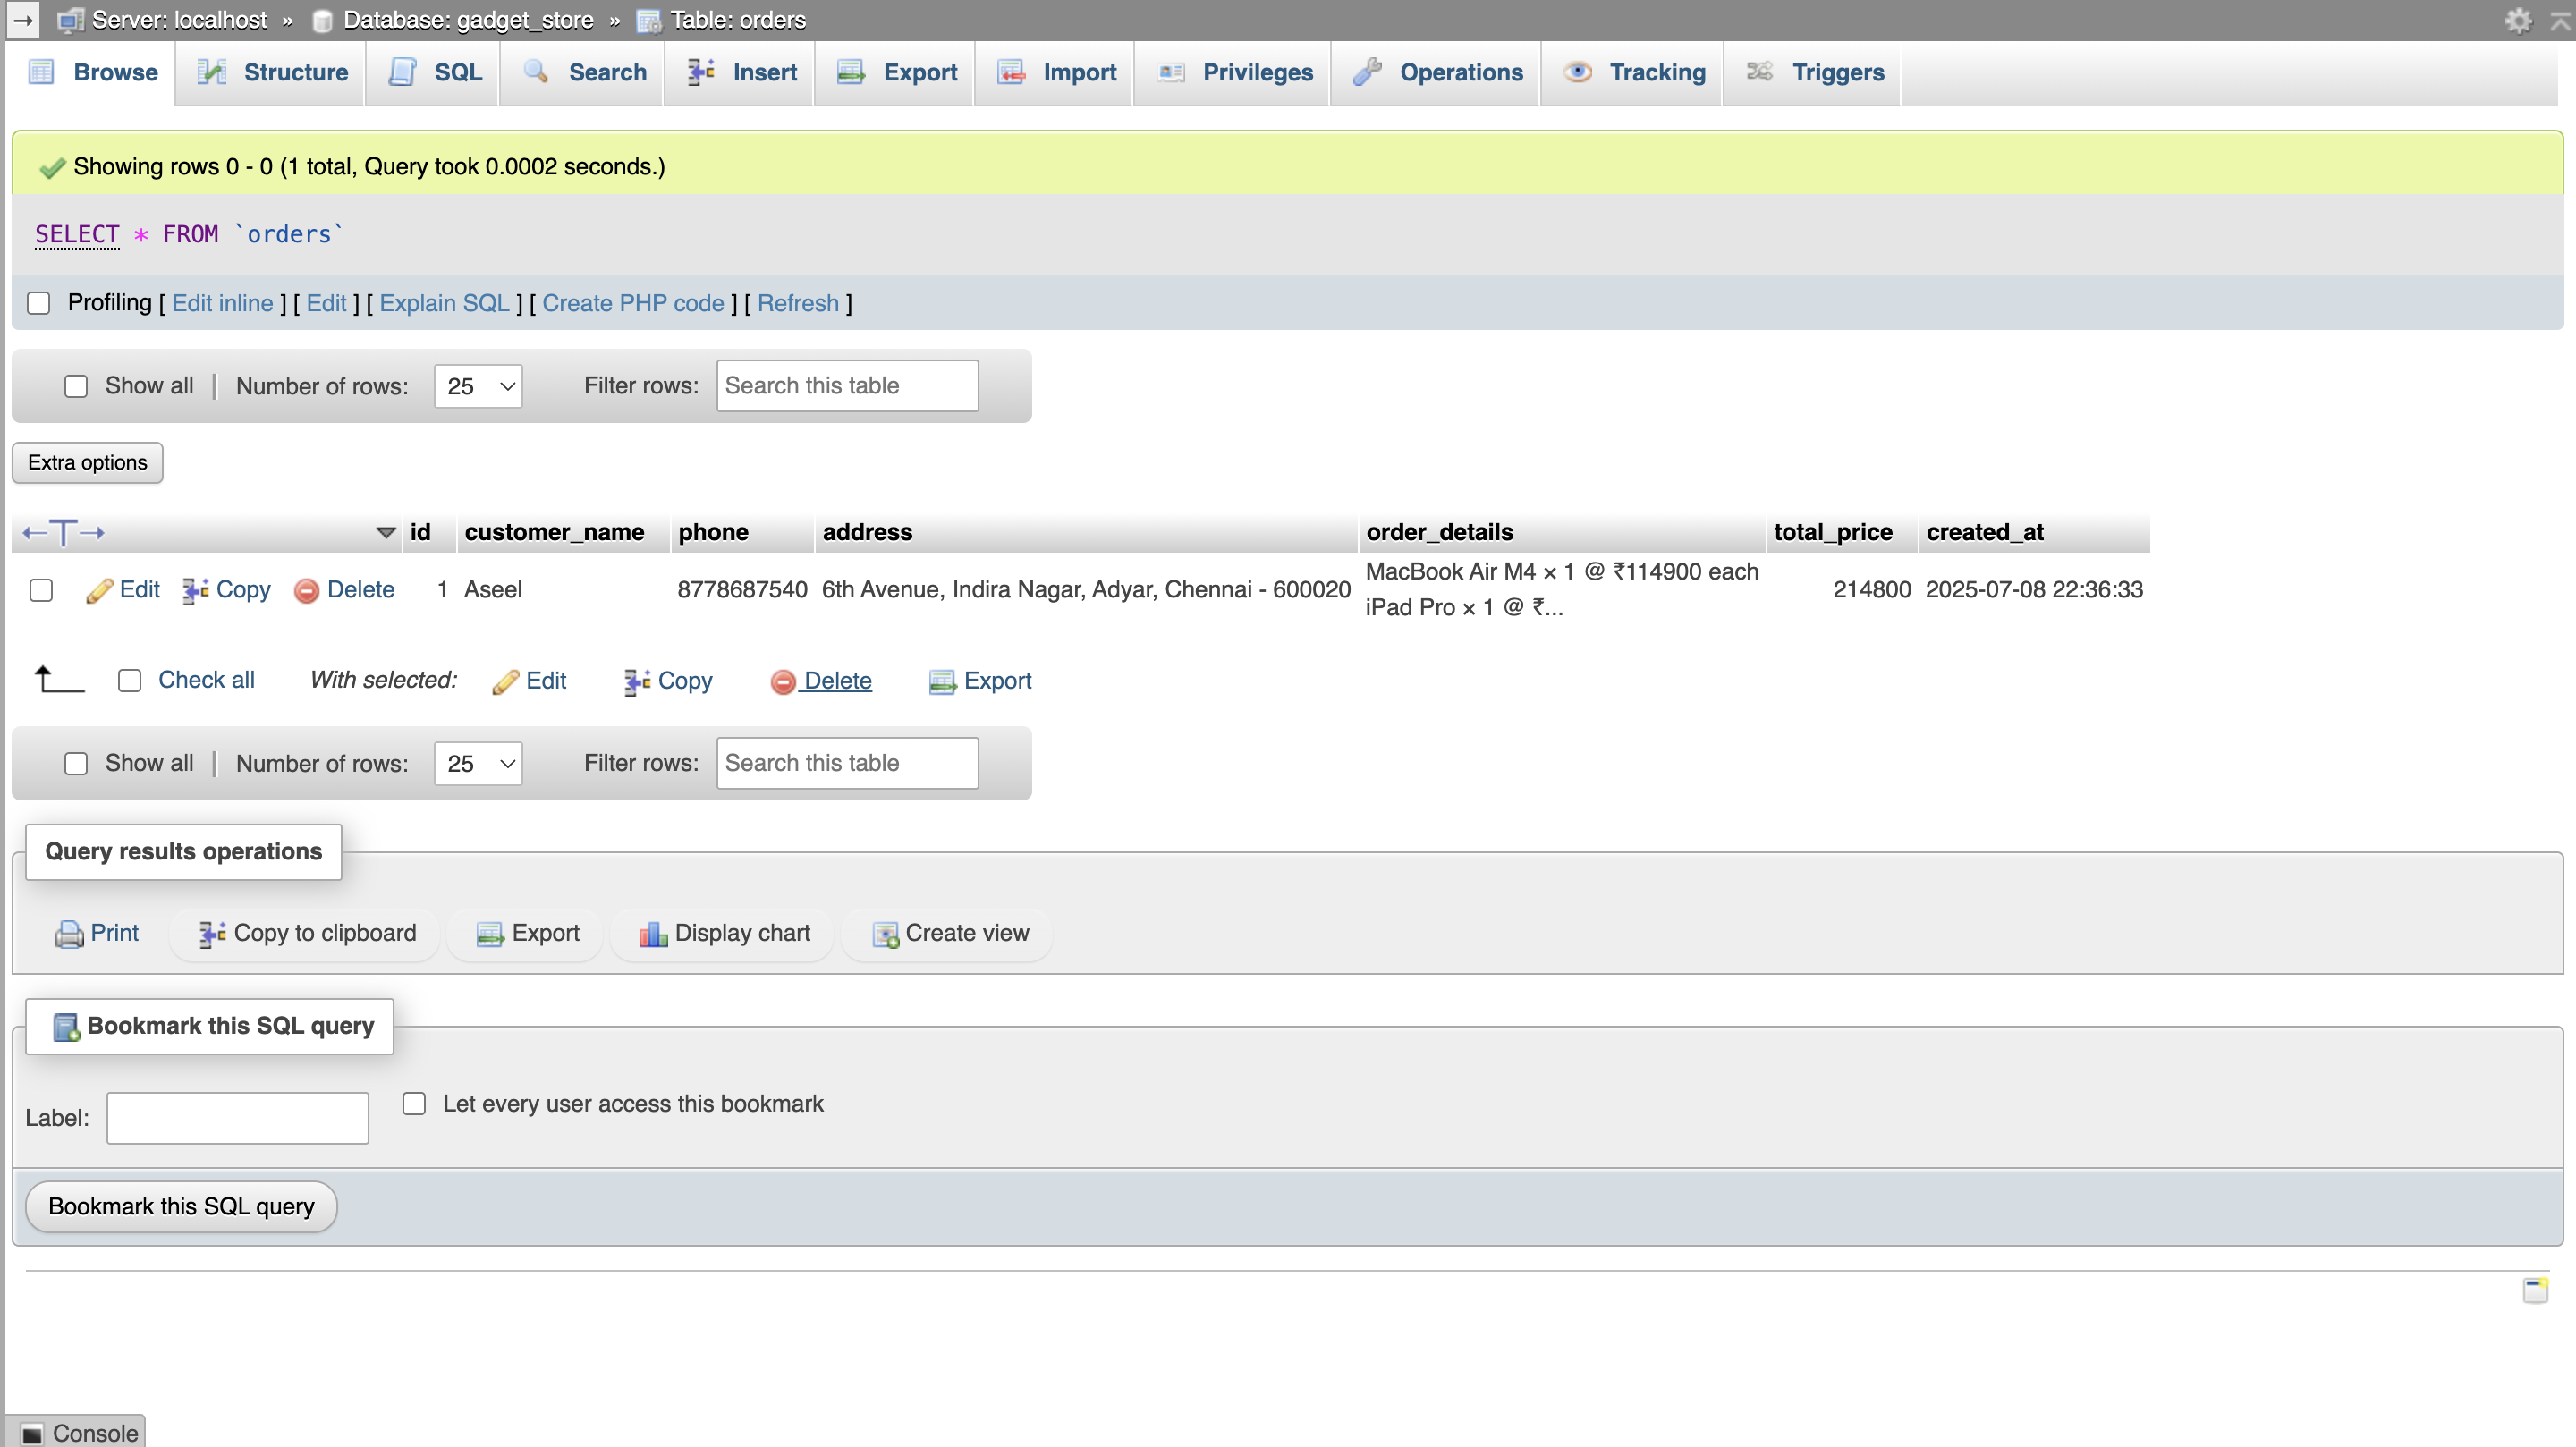 Server: localhost » Database: gadget_store » Table: orders
Browse Structure SQL Search Insert Export Import Privileges Operations Tracking Triggers
Showing rows 0 - 0 (1 total, Query took 0.0002 seconds.)
SELECT * FROM `orders`
Profiling [ Edit inline ] [ Edit ] [ Explain SQL ] [ Create PHP code ] [ Refresh ]
Show all | Number of rows: 25 Filter rows: Search this table
Extra options
←T→ id customer_name phone address order_details total_price created_at
Edit Copy Delete 1 Aseel 8778687540 6th Avenue, Indira Nagar, Adyar, Chennai - 600020 MacBook Air M4 × 1 @ ₹114900 each 214800 2025-07-08 22:36:33
iPad Pro × 1 @ ₹...
Check all With selected: Edit Copy Delete Export
Show all | Number of rows: 25 Filter rows: Search this table
Query results operations
Print Copy to clipboard Export Display chart Create view
Bookmark this SQL query
Label: Let every user access this bookmark
Bookmark this SQL query
Console